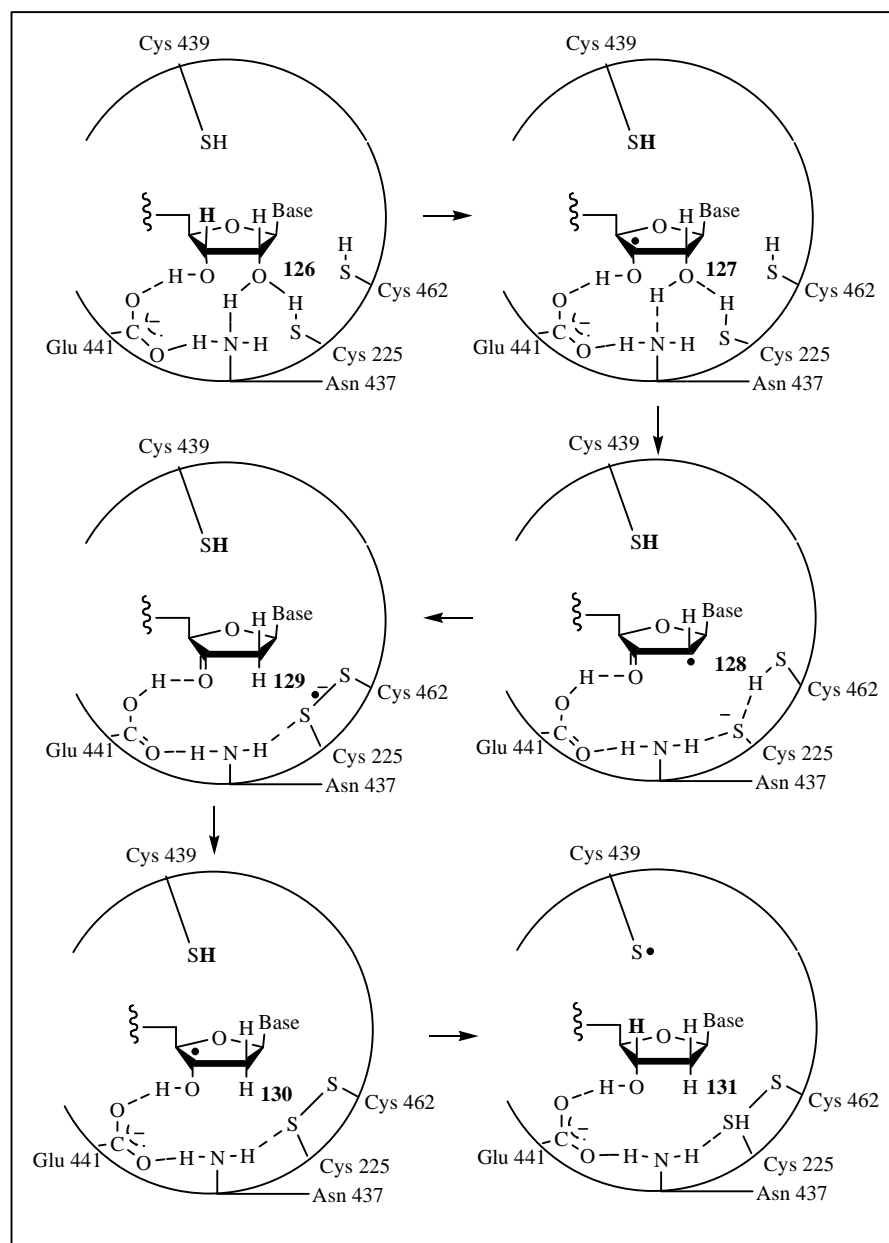 Cys 439
Cys 439
SH
SH
H
H
O
Base
126
H
O
O
H
H
S
Cys 462
H
H
S
Cys 225
O
C
O
−
Glu 441
H
N
H
Asn 437
H
O
Base
127
H
O
O
H
H
S
Cys 462
H
H
S
Cys 225
O
C
O
−
Glu 441
H
N
H
Asn 437
Cys 439
Cys 439
SH
SH
H
O
Base
129
H
O
H
−
S
S
Cys 462
Cys 225
O
C
O
Glu 441
H
N
H
Asn 437
H
O
Base
128
H
O
S
H
Cys 462
−
S
Cys 225
O
C
O
Glu 441
H
N
H
Asn 437
Cys 439
Cys 439
SH
S
H
O
Base
130
H
O
H
S
S
Cys 462
Cys 225
O
C
O
−
Glu 441
H
N
H
Asn 437
H
H
O
Base
131
H
O
H
S
SH
Cys 462
Cys 225
O
C
O
−
Glu 441
H
N
H
Asn 437